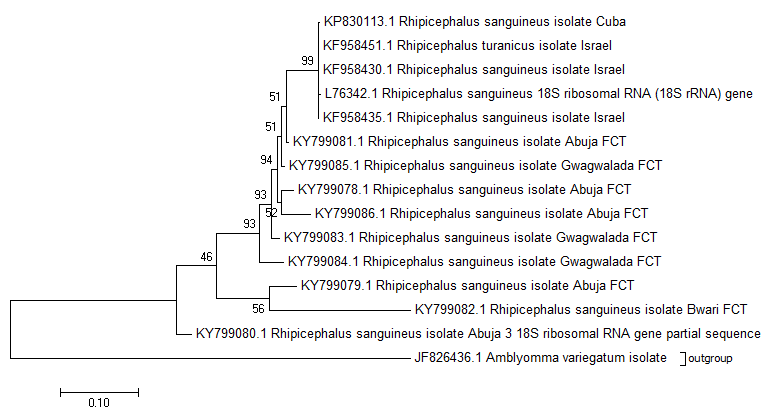 KP830113.1 Rhipicephalus sanguineus isolate Cuba
KF958451.1 Rhipicephalus turanicus isolate Israel
99
KF958430.1 Rhipicephalus sanguineus isolate Israel
L76342.1 Rhipicephalus sanguineus 18S ribosomal RNA (18S rRNA) gene
51
KF958435.1 Rhipicephalus sanguineus isolate Israel
51
KY799081.1 Rhipicephalus sanguineus isolate Abuja FCT
94
KY799085.1 Rhipicephalus sanguineus isolate Gwagwalada FCT
93
KY799078.1 Rhipicephalus sanguineus isolate Abuja FCT
52
KY799086.1 Rhipicephalus sanguineus isolate Abuja FCT
93
KY799083.1 Rhipicephalus sanguineus isolate Gwagwalada FCT
46
KY799084.1 Rhipicephalus sanguineus isolate Gwagwalada FCT
KY799079.1 Rhipicephalus sanguineus isolate Abuja FCT
56
KY799082.1 Rhipicephalus sanguineus isolate Bwari FCT
KY799080.1 Rhipicephalus sanguineus isolate Abuja 3 18S ribosomal RNA gene partial sequence
JF826436.1 Amblyomma variegatum isolate
outgroup
0.10